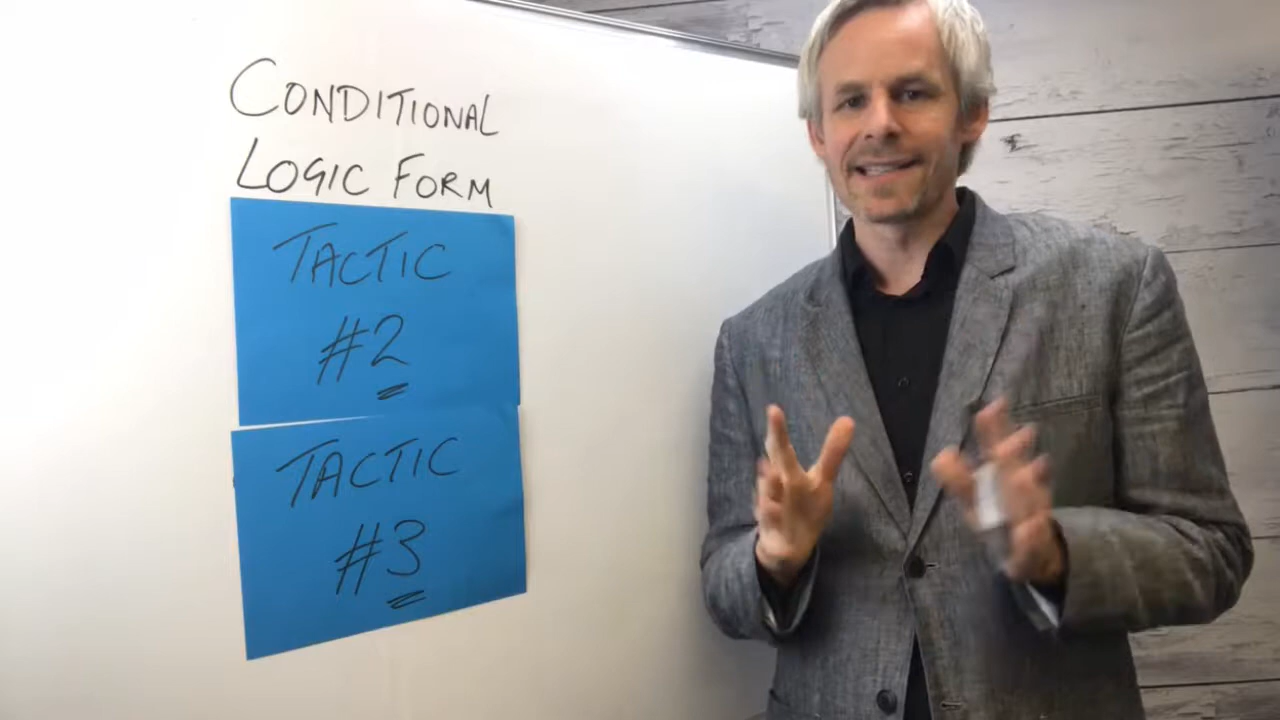 CONDITIONAL
LOGIC FORM
TACTIC
#2
TACTIC
#3